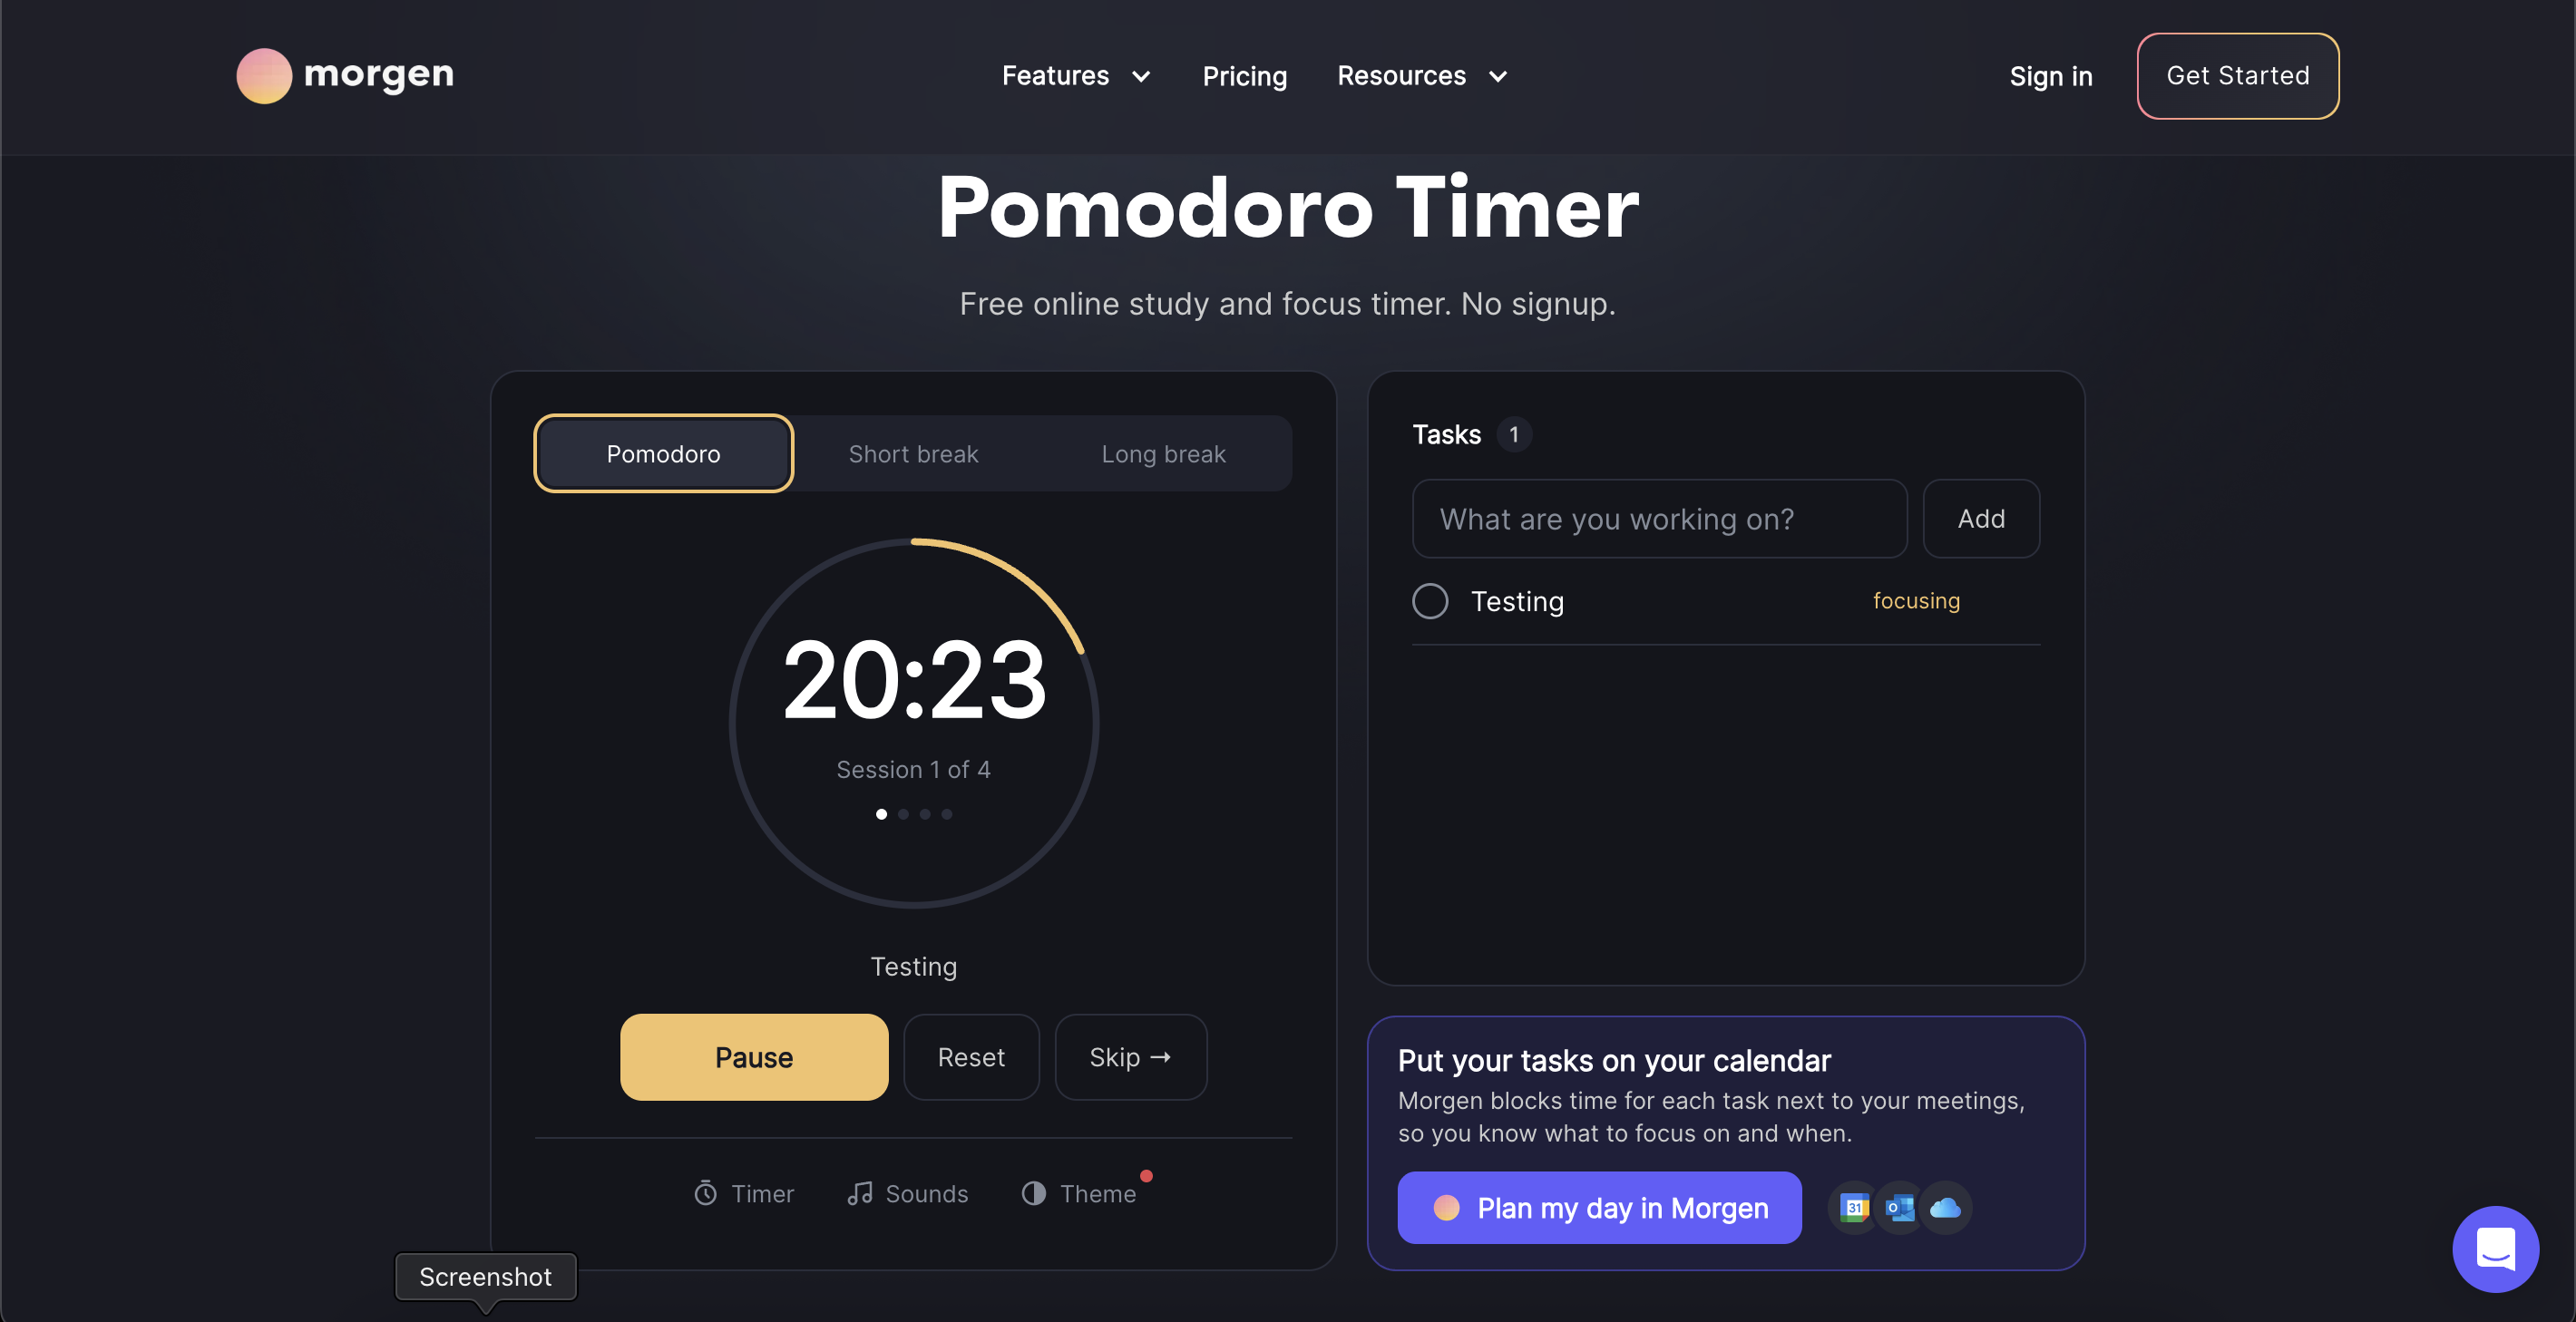 morgen
Features
Pricing
Resources
Sign in
Get Started
Pomodoro Timer
Free online study and focus timer. No signup.
Pomodoro
Short break
Long break
20:23
Session 1 of 4
Testing
Pause
Reset
Skip →
Timer
Sounds
Theme
Tasks 1
What are you working on?
Add
Testing
focusing
Put your tasks on your calendar
Morgen blocks time for each task next to your meetings,
so you know what to focus on and when.
Plan my day in Morgen
31
O
Screenshot